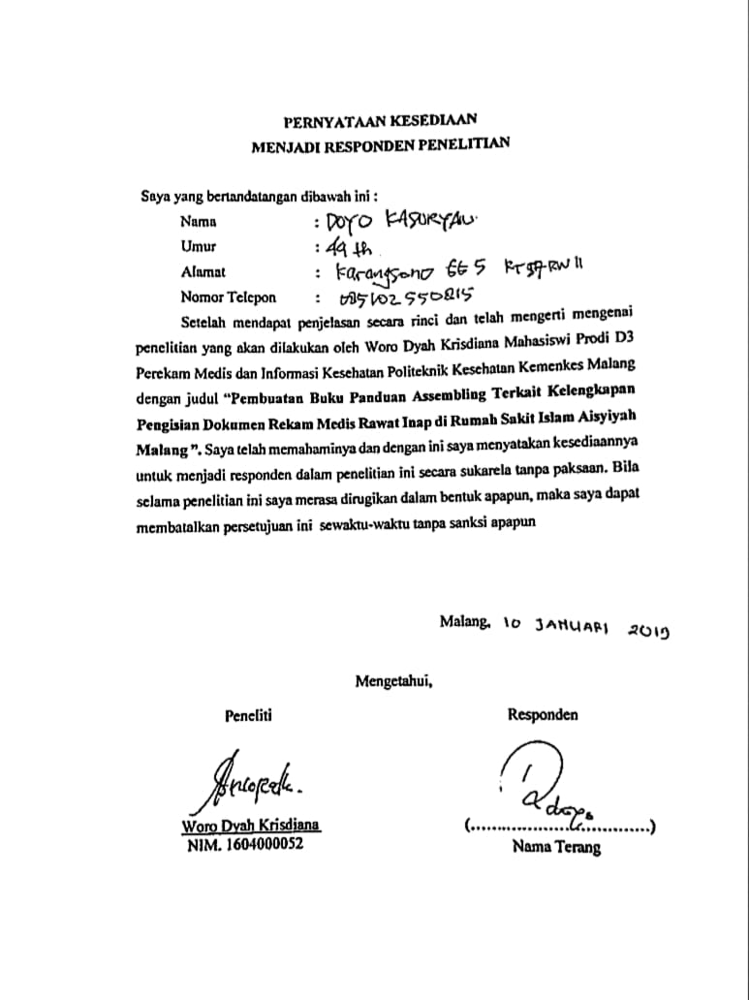 PERNYATAAN KESEDIAAN
MENJADI RESPONDEN PENELITIAN
Saya yang bertandatangan dibawah ini :
Nama : DOYO KASURYAN.
Umur : 49 th
Alamat : Karangsono
Nomor Telepon :
Setelah mendapat penjelasan secara rinci dan telah mengerti mengenai
penelitian yang akan dilakukan oleh Woro Dyah Krisdiana Mahasiswi Prodi D3
Perekam Medis dan Informasi Kesehatan Politeknik Kesehatan Kemenkes Malang
dengan judul “Pembuatan Buku Panduan Assembling Terkait Kelengkapan
Pengisian Dokumen Rekam Medis Rawat Inap di Rumah Sakit Islam Aisyiyah
Malang ”. Saya telah memahaminya dan dengan ini saya menyatakan kesediaannya
untuk menjadi responden dalam penelitian ini secara sukarela tanpa paksaan. Bila
selama penelitian ini saya merasa dirugikan dalam bentuk apapun, maka saya dapat
membatalkan persetujuan ini sewaktu-waktu tanpa sanksi apapun
Malang, 10 JANUARI 2019
Mengetahui,
Peneliti Responden
Woro Dyah Krisdiana (..........................................)
NIM. 1604000052 Nama Terang